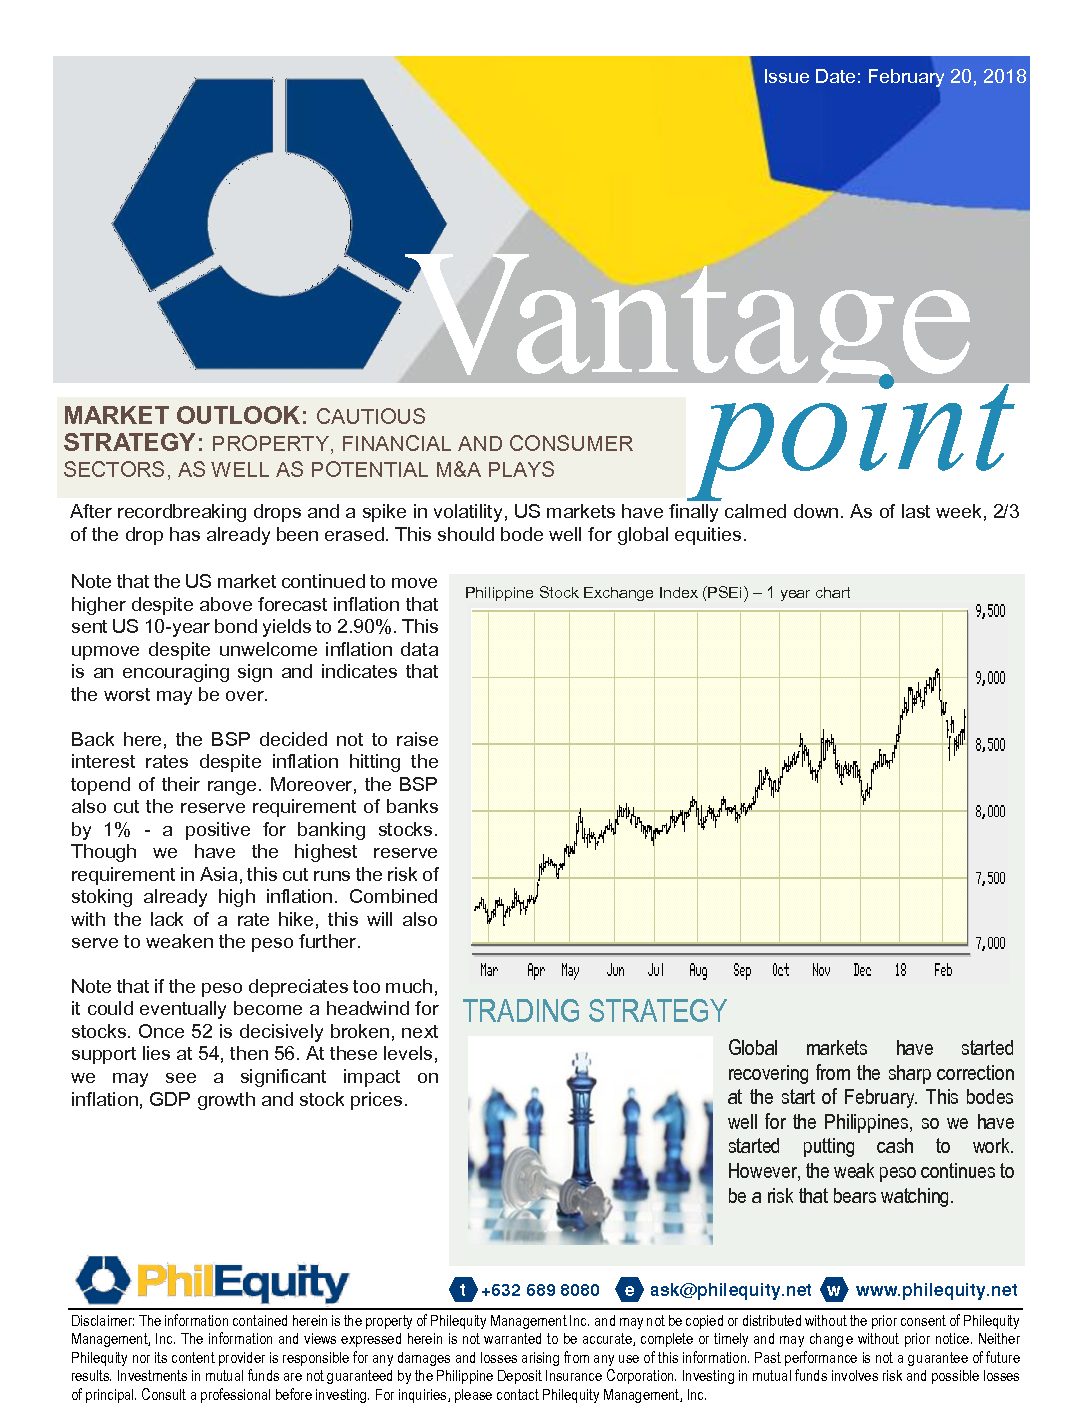 Issue Date: February 20, 2018
Vantage
point
MARKET OUTLOOK: CAUTIOUS
STRATEGY: PROPERTY, FINANCIAL AND CONSUMER
SECTORS, AS WELL AS POTENTIAL M&A PLAYS
After recordbreaking drops and a spike in volatility, US markets have finally calmed down. As of last week, 2/3
of the drop has already been erased. This should bode well for global equities.
Note that the US market continued to move
higher despite above forecast inflation that
sent US 10-year bond yields to 2.90%. This
upmove despite unwelcome inflation data
is an encouraging sign and indicates that
the worst may be over.
Back here, the BSP decided not to raise
interest rates despite inflation hitting the
topend of their range. Moreover, the BSP
also cut the reserve requirement of banks
by 1% - a positive for banking stocks.
Though we have the highest reserve
requirement in Asia, this cut runs the risk of
stoking already high inflation. Combined
with the lack of a rate hike, this will also
serve to weaken the peso further.
Note that if the peso depreciates too much,
it could eventually become a headwind for
stocks. Once 52 is decisively broken, next
support lies at 54, then 56. At these levels,
we may see a significant impact on
inflation, GDP growth and stock prices.
Philippine Stock Exchange Index (PSEi) – 1 year chart
9,500
9,000
8,500
8,000
7,500
7,000
Mar Apr May Jun Jul Aug Sep Oct Nov Dec 18 Feb
TRADING STRATEGY
Global markets have started
recovering from the sharp correction
at the start of February. This bodes
well for the Philippines, so we have
started putting cash to work.
However, the weak peso continues to
be a risk that bears watching.
PhilEquity
t +632 689 8080 e ask@philequity.net w www.philequity.net
Disclaimer: The information contained herein is the property of Philequity Management Inc. and may not be copied or distributed without the prior consent of Philequity
Management, Inc. The information and views expressed herein is not warranted to be accurate, complete or timely and may change without prior notice. Neither
Philequity nor its content provider is responsible for any damages and losses arising from any use of this information. Past performance is not a guarantee of future
results. Investments in mutual funds are not guaranteed by the Philippine Deposit Insurance Corporation. Investing in mutual funds involves risk and possible losses
of principal. Consult a professional before investing. For inquiries, please contact Philequity Management, Inc.